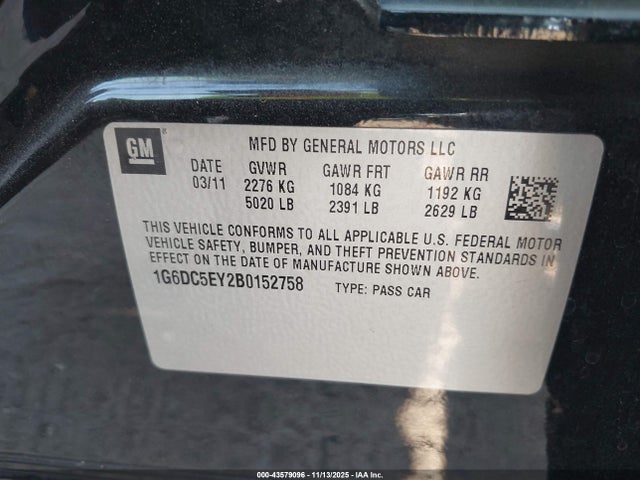 GM ®
MFD BY GENERAL MOTORS LLC
DATE GVWR GAWR FRT GAWR RR
03/11 2276 KG 1084 KG 1192 KG
5020 LB 2391 LB 2629 LB
THIS VEHICLE CONFORMS TO ALL APPLICABLE U.S. FEDERAL MOTOR
VEHICLE SAFETY, BUMPER, AND THEFT PREVENTION STANDARDS IN
EFFECT ON THE DATE OF MANUFACTURE SHOWN ABOVE.
1G6DC5EY2B0152758 TYPE: PASS CAR
000-43579096 - 11/13/2025 - IAA Inc.